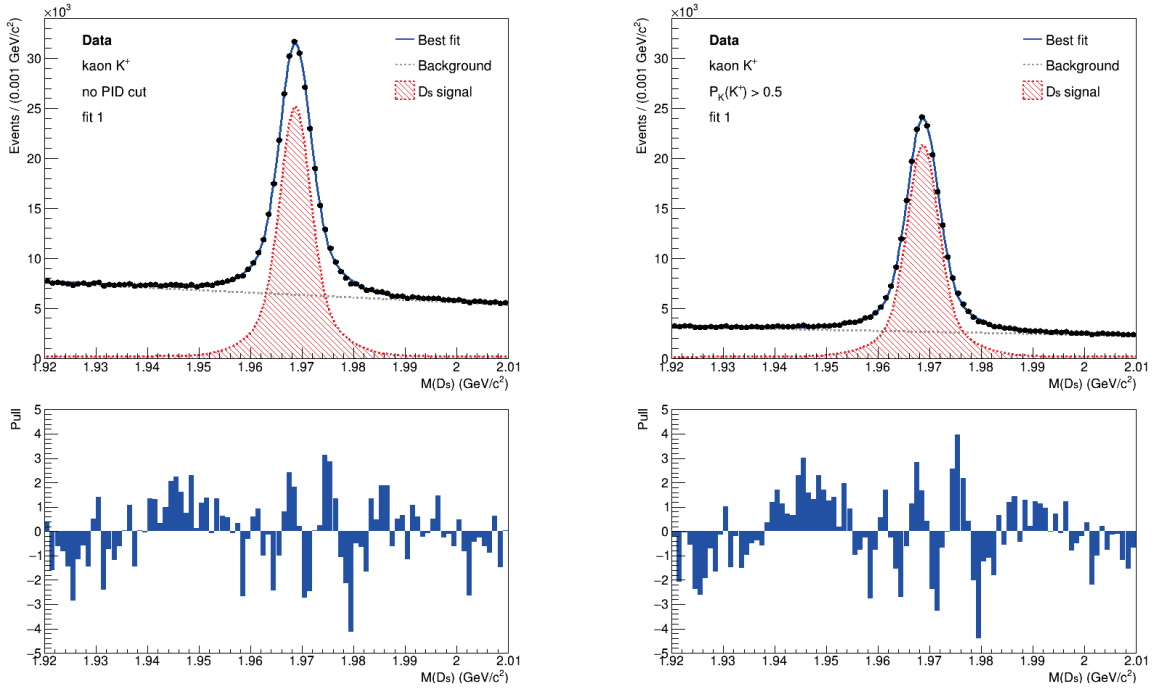 ×10³
Events / (0.001 GeV/c²)
30
25
20
15
10
5
0
Data
kaon K⁺
no PID cut
fit 1
Best fit
Background
Ds signal
1.92 1.93 1.94 1.95 1.96 1.97 1.98 1.99 2 2.01
M(Ds) (GeV/c²)
×10³
Events / (0.001 GeV/c²)
30
25
20
15
10
5
0
Data
kaon K⁺
P_K(K⁺) > 0.5
fit 1
Best fit
Background
Ds signal
1.92 1.93 1.94 1.95 1.96 1.97 1.98 1.99 2 2.01
M(Ds) (GeV/c²)
Pull
5
4
3
2
1
0
−1
−2
−3
−4
−5
1.92 1.93 1.94 1.95 1.96 1.97 1.98 1.99 2 2.01
M(Ds) (GeV/c²)
Pull
5
4
3
2
1
0
−1
−2
−3
−4
−5
1.92 1.93 1.94 1.95 1.96 1.97 1.98 1.99 2 2.01
M(Ds) (GeV/c²)